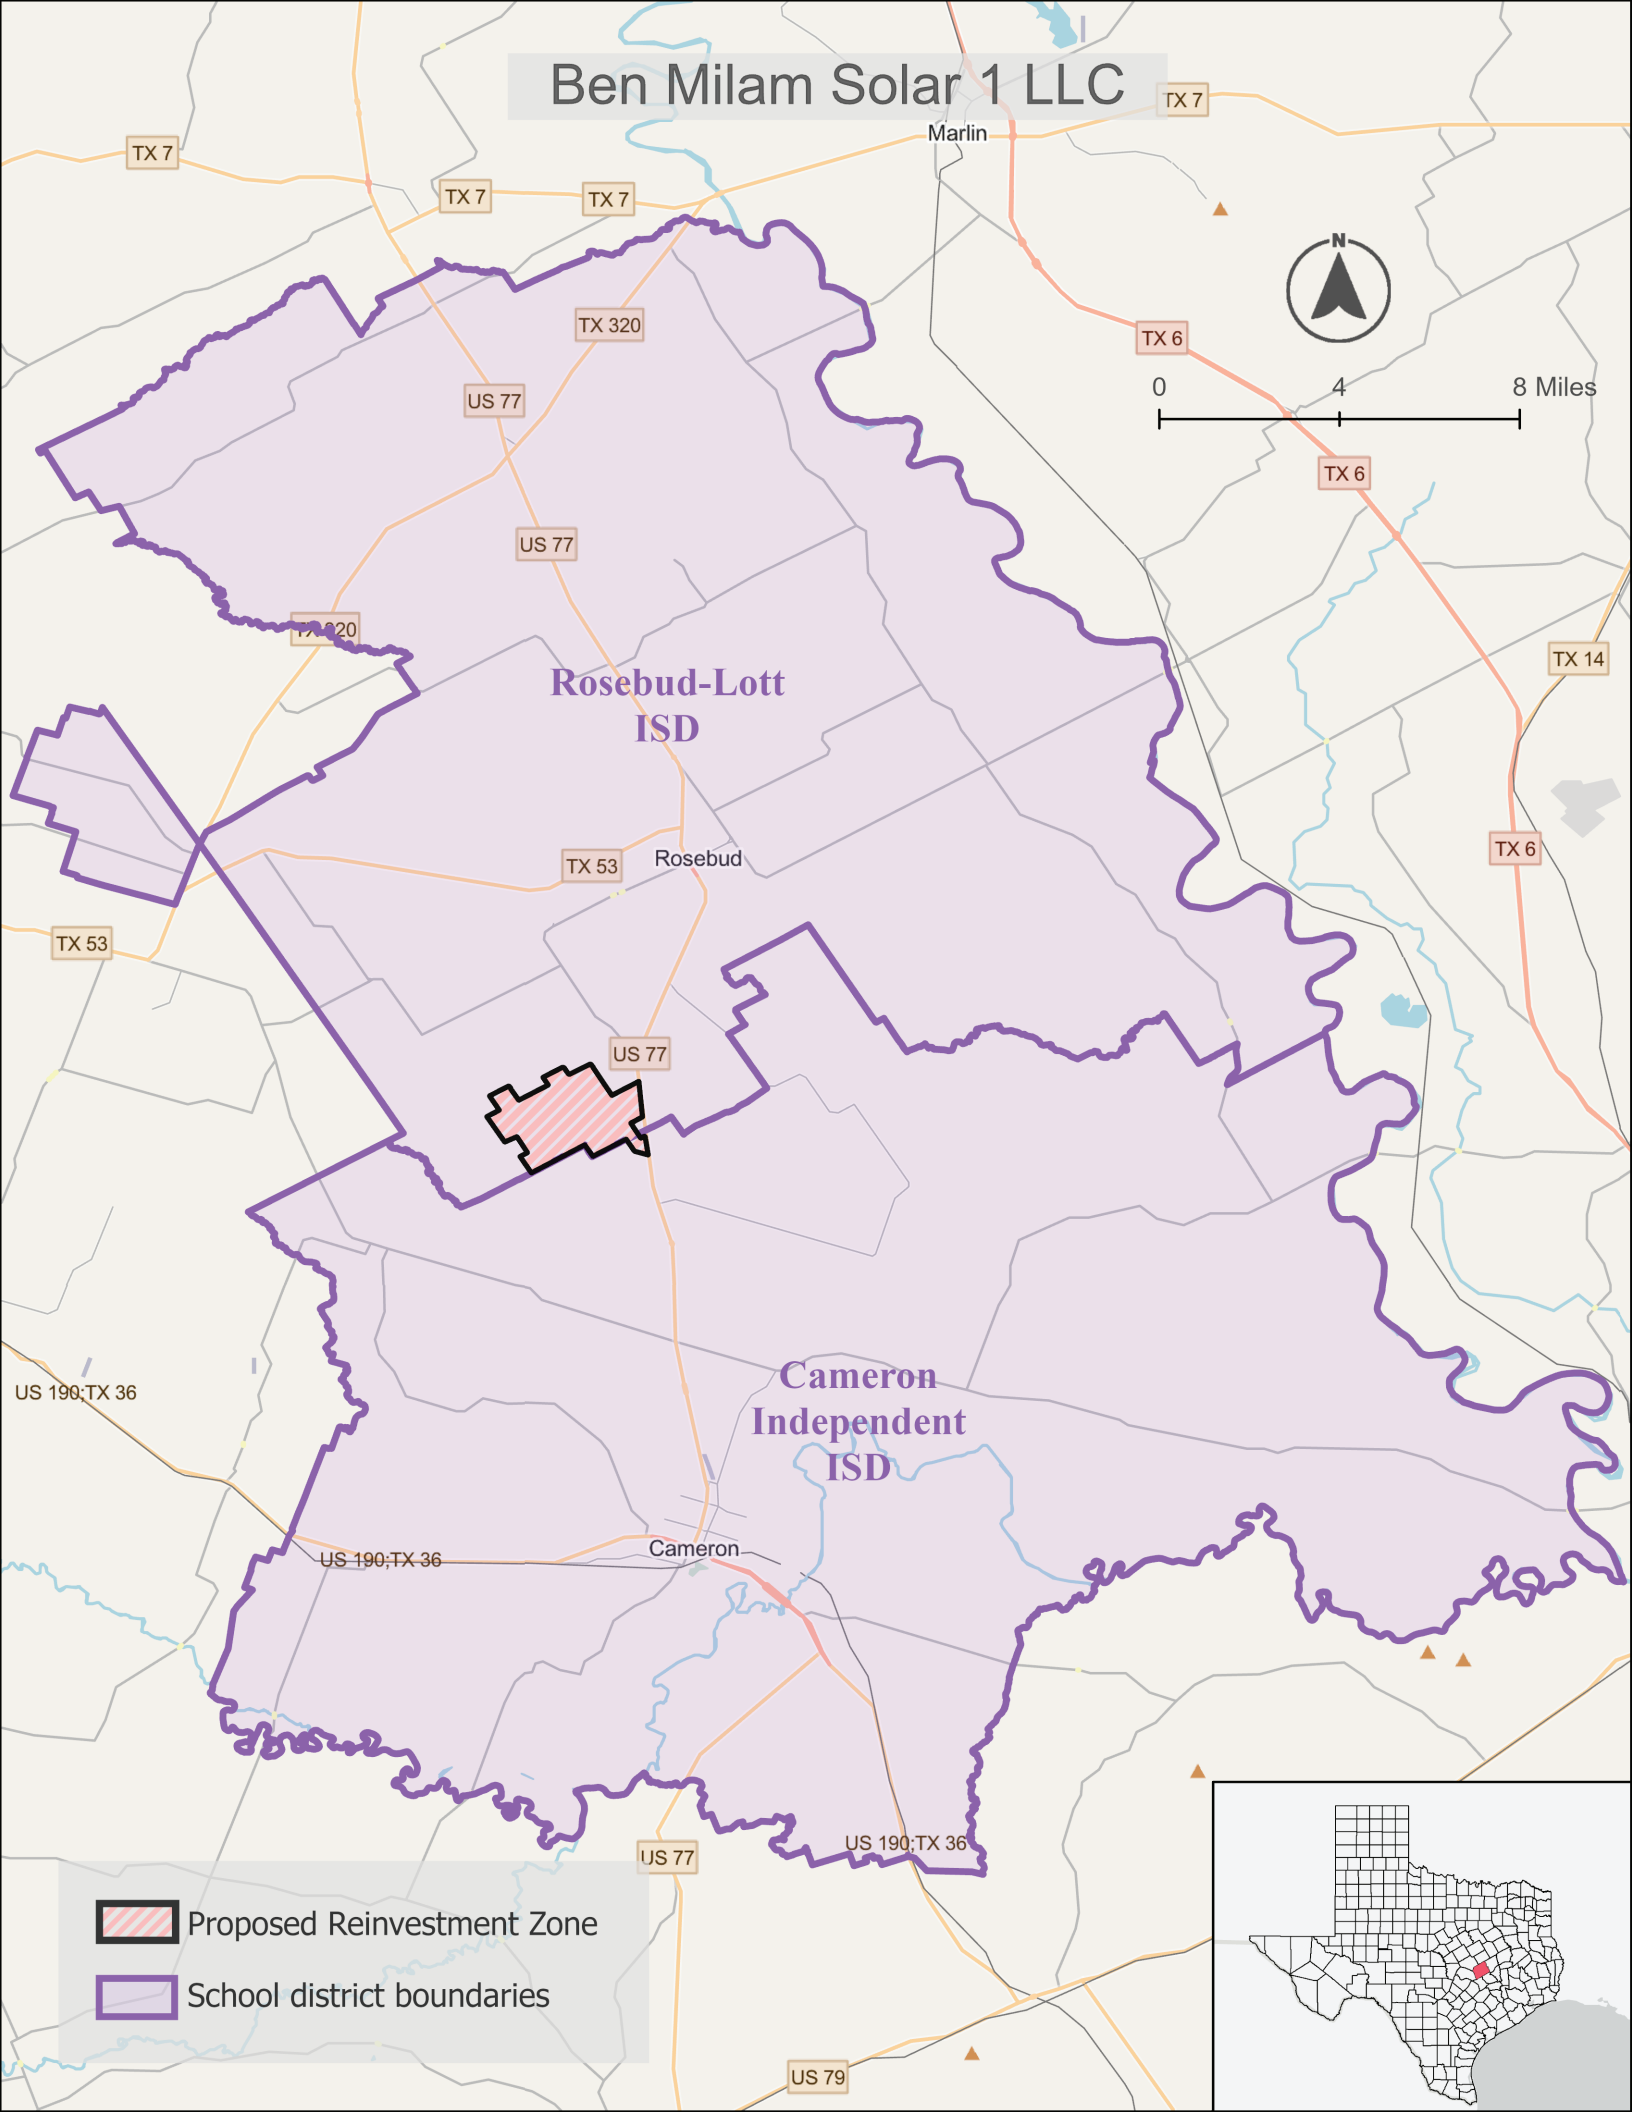 Ben Milam Solar 1 LLC
TX 7
Marlin
TX 7
TX 7
TX 7
N
TX 320
TX 6
0 4 8 Miles
US 77
TX 6
US 77
TX 320
TX 14
Rosebud-Lott
ISD
TX 6
Rosebud
TX 53
TX 53
US 77
Cameron
Independent
ISD
US 190;TX 36
Cameron
US 190;TX 36
US 190;TX 36
US 77
Proposed Reinvestment Zone
School district boundaries
US 79